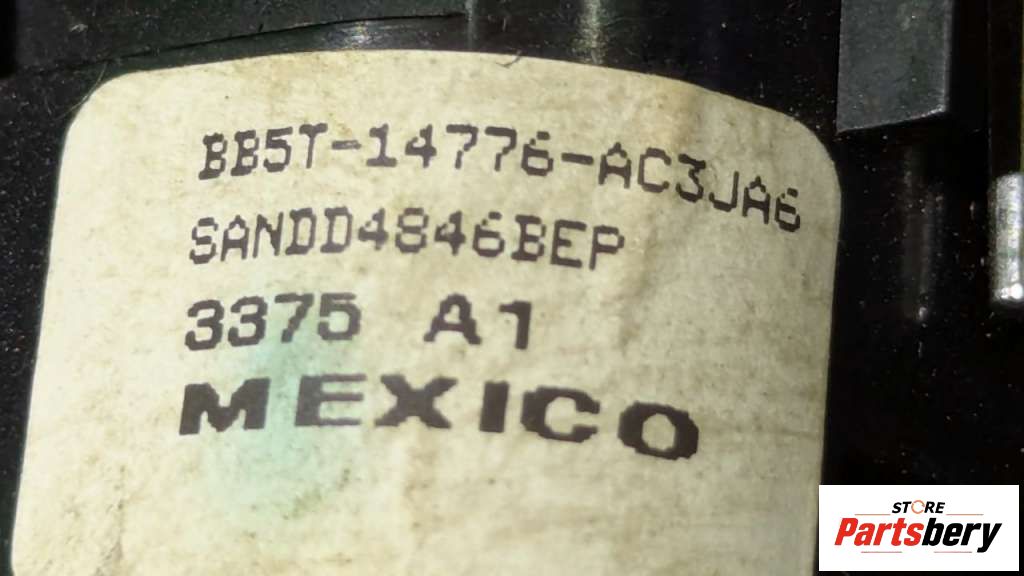 BB5T-14776-AC3JA6
SANDD4846BEP
3375 A1
MEXICO
STORE
Partsbery